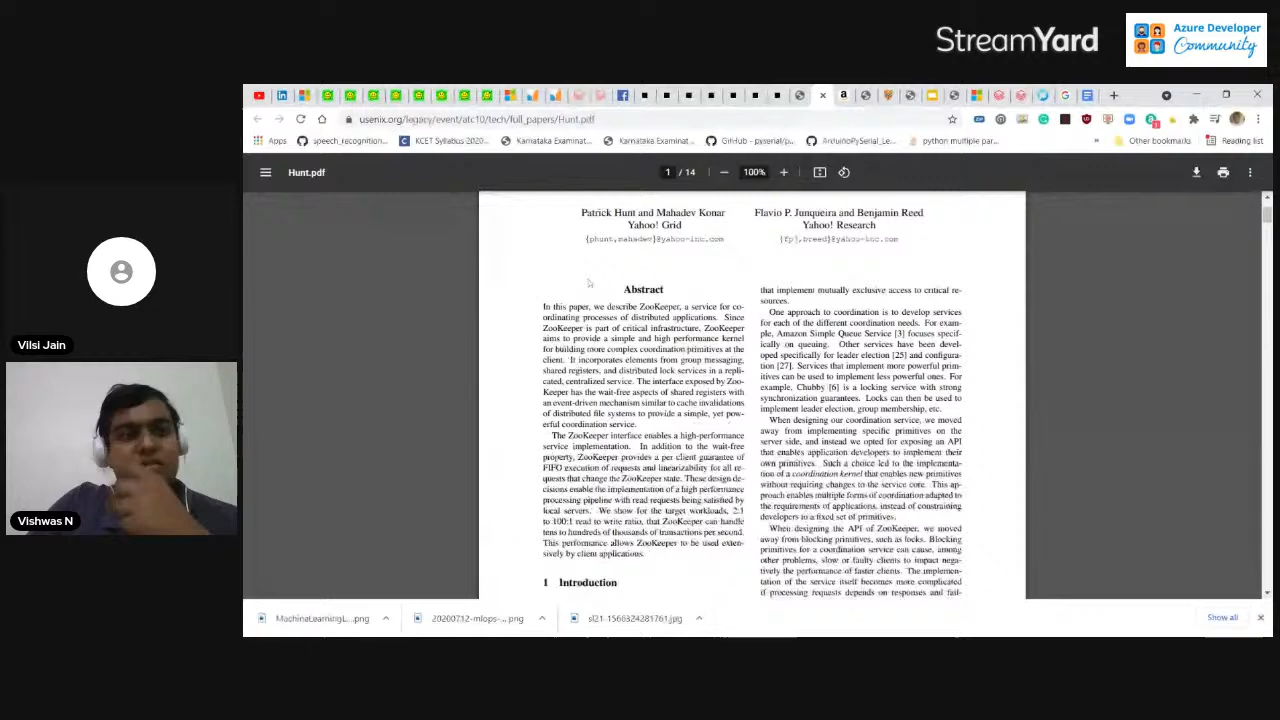 StreamYard
Azure Developer
Community
usenix.org/legacy/event/atc10/tech/full_papers/Hunt.pdf
Apps
speech_recognition...
KCET Syllabus 2020...
Karnataka Examinat...
Karnataka Examinat...
GitHub - pyserial/p...
ArduinoPySerial_Le...
python multiple par...
»
Other bookmarks
Reading list
Hunt.pdf
1 / 14
100%
Patrick Hunt and Mahadev Konar
Yahoo! Grid
{phunt,mahadev}@yahoo-inc.com
Flavio P. Junqueira and Benjamin Reed
Yahoo! Research
{fpj,breed}@yahoo-inc.com
Abstract
In this paper, we describe ZooKeeper, a service for co-
ordinating processes of distributed applications. Since
ZooKeeper is part of critical infrastructure, ZooKeeper
aims to provide a simple and high performance kernel
for building more complex coordination primitives at the
client. It incorporates elements from group messaging,
shared registers, and distributed lock services in a repli-
cated, centralized service. The interface exposed by Zoo-
Keeper has the wait-free aspects of shared registers with
an event-driven mechanism similar to cache invalidations
of distributed file systems to provide a simple, yet pow-
erful coordination service.
The ZooKeeper interface enables a high-performance
service implementation. In addition to the wait-free
property, ZooKeeper provides a per client guarantee of
FIFO execution of requests and linearizability for all re-
quests that change the ZooKeeper state. These design de-
cisions enable the implementation of a high performance
processing pipeline with read requests being satisfied by
local servers. We show for the target workloads, 2:1
to 100:1 read to write ratio, that ZooKeeper can handle
tens to hundreds of thousands of transactions per second.
This performance allows ZooKeeper to be used exten-
sively by client applications.
1 Introduction
that implement mutually exclusive access to critical re-
sources.
One approach to coordination is to develop services
for each of the different coordination needs. For exam-
ple, Amazon Simple Queue Service [3] focuses specif-
ically on queuing. Other services have been devel-
oped specifically for leader election [25] and configura-
tion [27]. Services that implement more powerful prim-
itives can be used to implement less powerful ones. For
example, Chubby [6] is a locking service with strong
synchronization guarantees. Locks can then be used to
implement leader election, group membership, etc.
When designing our coordination service, we moved
away from implementing specific primitives on the
server side, and instead we opted for exposing an API
that enables application developers to implement their
own primitives. Such a choice led to the implementa-
tion of a coordination kernel that enables new primitives
without requiring changes to the service core. This ap-
proach enables multiple forms of coordination adapted to
the requirements of applications, instead of constraining
developers to a fixed set of primitives.
When designing the API of ZooKeeper, we moved
away from blocking primitives, such as locks. Blocking
primitives for a coordination service can cause, among
other problems, slow or faulty clients to impact nega-
tively the performance of faster clients. The implemen-
tation of the service itself becomes more complicated
if processing requests depends on responses and fail-
Vilsi Jain
Vishwas N
MachineLearningL....png
20200712-mlops-....png
sl21-1566324281761.jpg
Show all